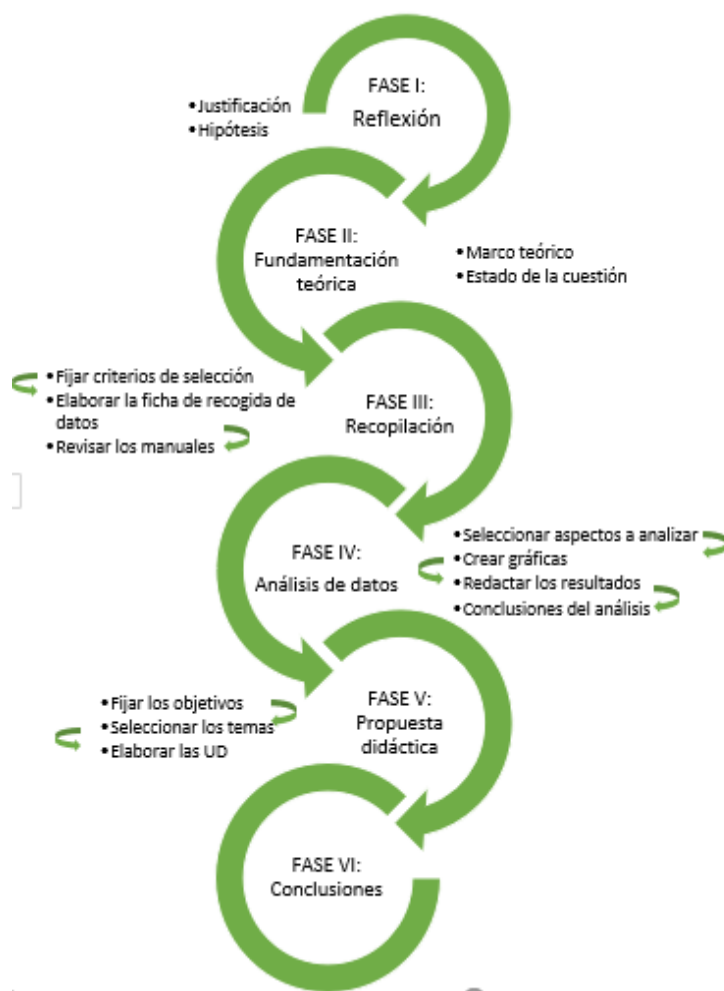 FASE I:
Reflexión
•Justificación
•Hipótesis
FASE II:
Fundamentación
teórica
•Marco teórico
•Estado de la cuestión
FASE III:
Recopilación
•Fijar criterios de selección
•Elaborar la ficha de recogida de
datos
•Revisar los manuales
FASE IV:
Análisis de datos
•Seleccionar aspectos a analizar
•Crear gráficas
•Redactar los resultados
•Conclusiones del análisis
FASE V:
Propuesta
didáctica
•Fijar los objetivos
•Seleccionar los temas
•Elaborar las UD
FASE VI:
Conclusiones